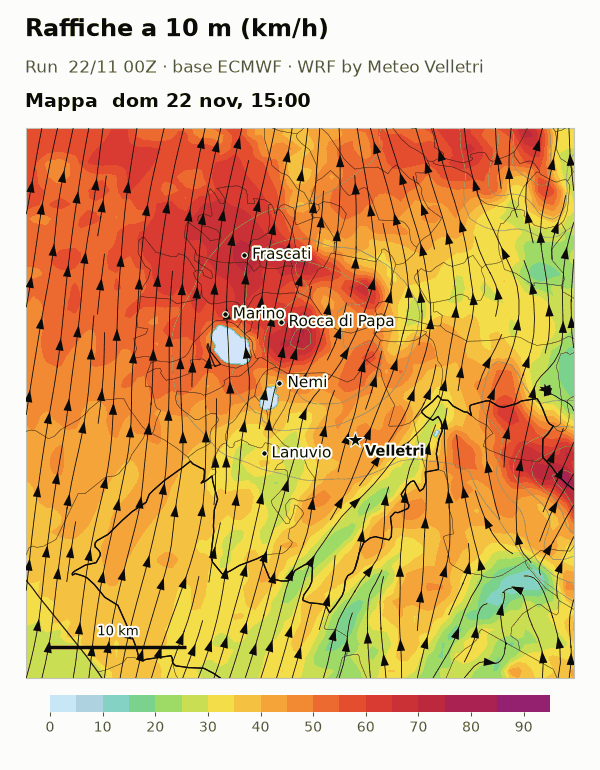 Raffiche a 10 m (km/h)
Run  22/11 00Z · base ECMWF · WRF by Meteo Velletri
Mappa  dom 22 nov, 15:00
Frascati
Marino
Rocca di Papa
Nemi
Velletri
Lanuvio
10 km
0 10 20 30 40 50 60 70 80 90